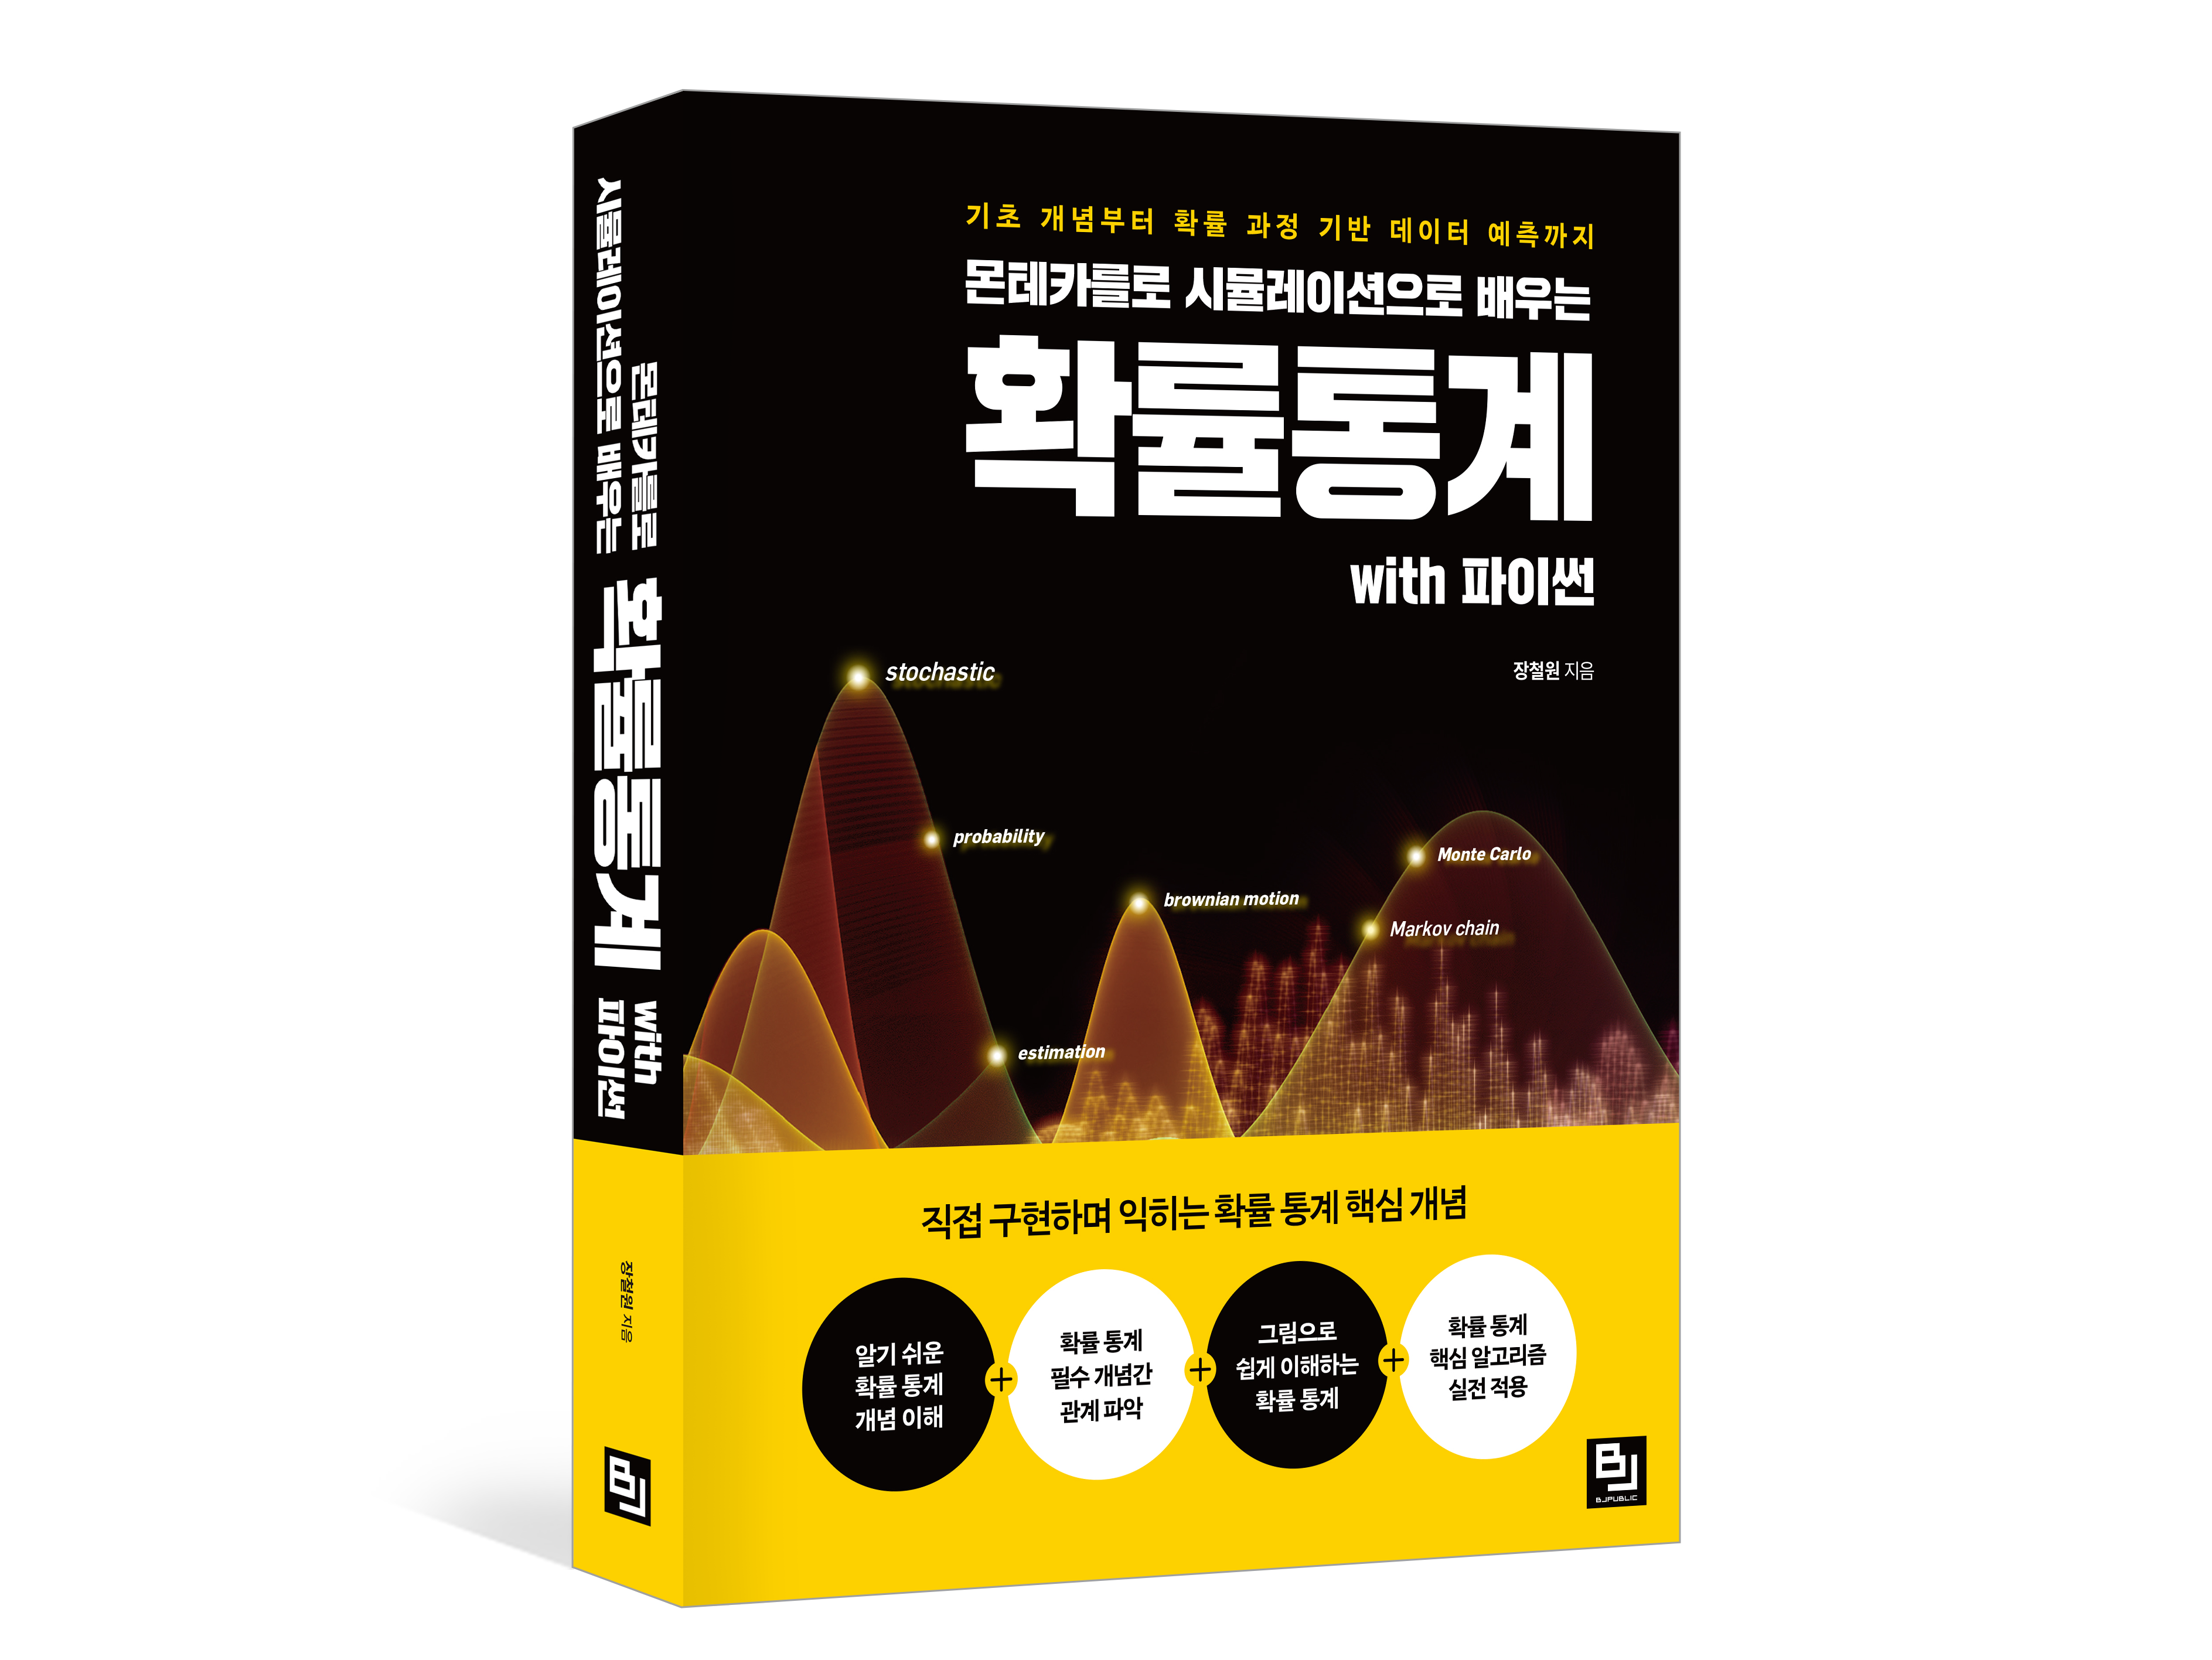 기초 개념부터 확률 과정 기반 데이터 예측까지
몬테카를로 시뮬레이션으로 배우는
확률통계
with 파이썬
장철원 지음
stochastic
probability
brownian motion
Monte Carlo
Markov chain
estimation
직접 구현하며 익히는 확률 통계 핵심 개념
알기 쉬운
확률 통계
개념 이해
+
확률 통계
필수 개념간
관계 파악
+
그림으로
쉽게 이해하는
확률 통계
+
확률 통계
핵심 알고리즘
실전 적용
BJ
BJPUBLIC
몬테카를로
시뮬레이션으로 배우는
확률통계
with
파이썬
장철원 지음
BJ